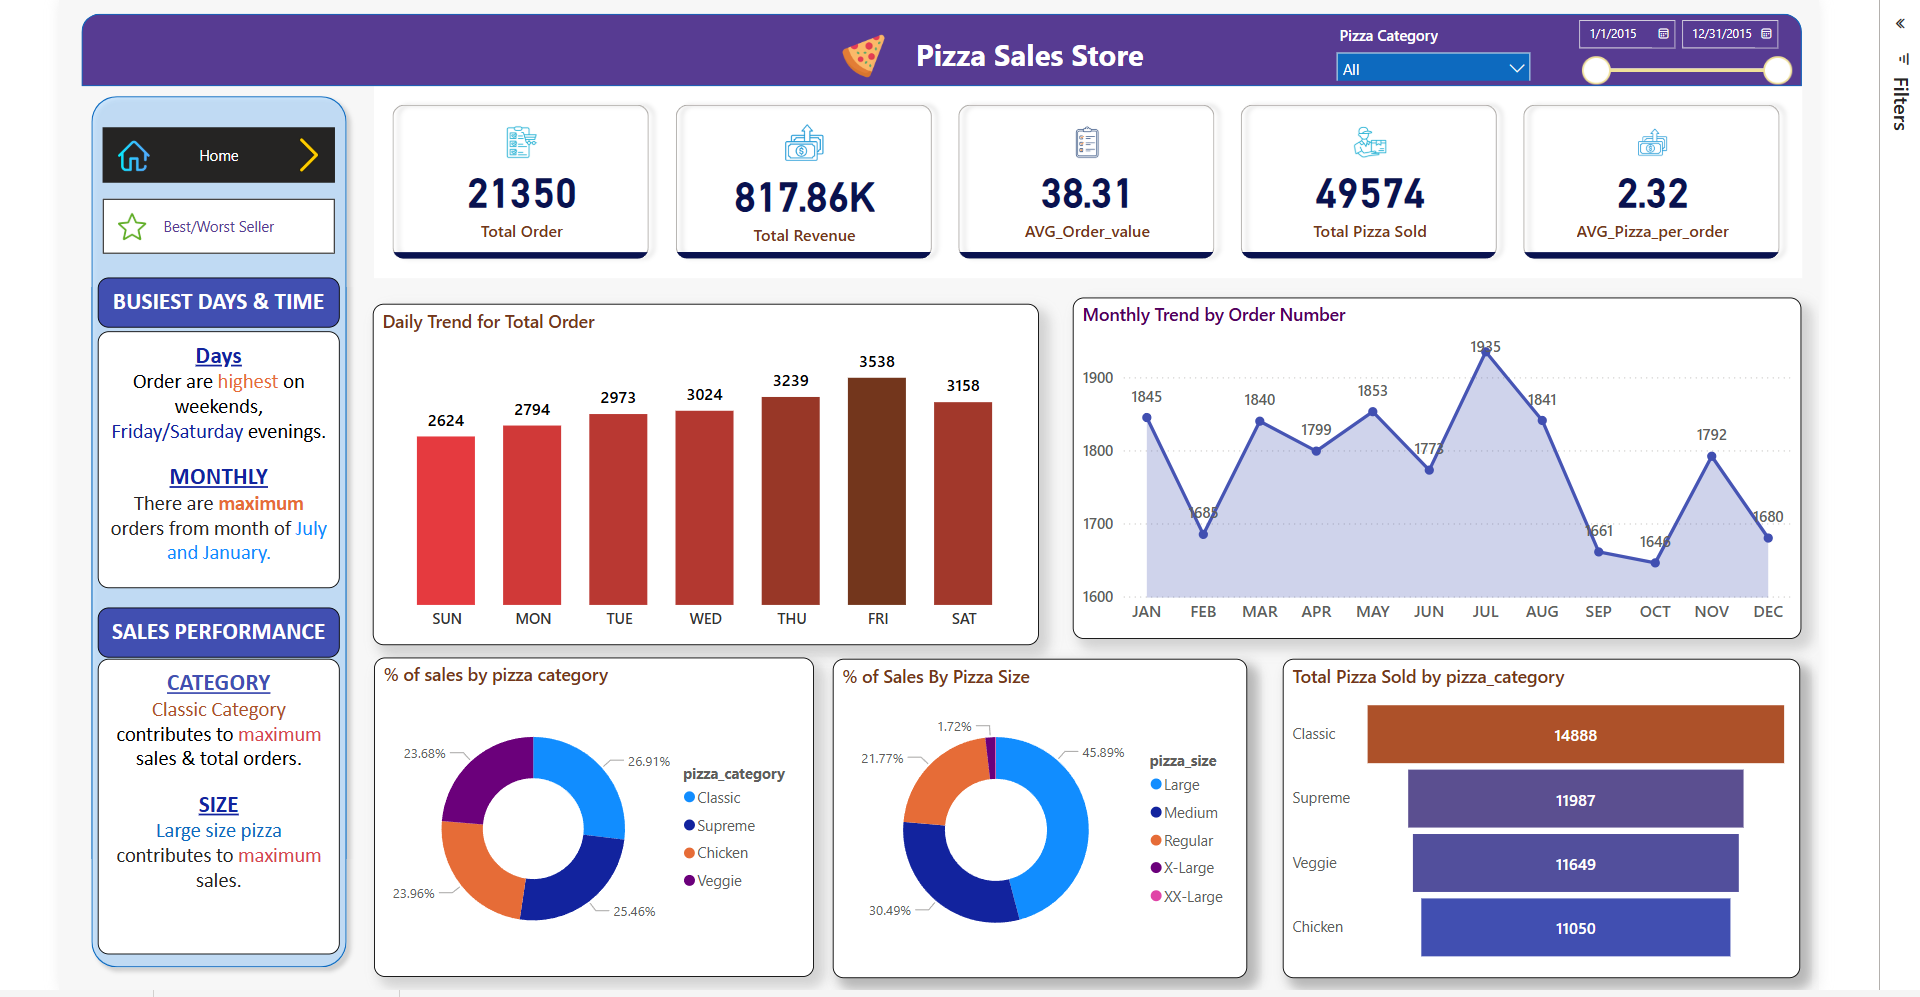 Pizza Sales Store
Pizza Category
All
1/1/2015
12/31/2015
Filters
Home
Best/Worst Seller
BUSIEST DAYS & TIME
Days
Order are highest on
weekends,
Friday/Saturday evenings.
MONTHLY
There are maximum
orders from month of July
and January.
SALES PERFORMANCE
CATEGORY
Classic Category
contributes to maximum
sales & total orders.
SIZE
Large size pizza
contributes to maximum
sales.
21350
Total Order
817.86K
Total Revenue
38.31
AVG_Order_value
49574
Total Pizza Sold
2.32
AVG_Pizza_per_order
Daily Trend for Total Order
2624
2794
2973
3024
3239
3538
3158
SUN
MON
TUE
WED
THU
FRI
SAT
Monthly Trend by Order Number
1900
1800
1700
1600
1845
1685
1840
1799
1853
1773
1935
1841
1661
1646
1792
1680
JAN
FEB
MAR
APR
MAY
JUN
JUL
AUG
SEP
OCT
NOV
DEC
% of sales by pizza category
23.68%
26.91%
23.96%
25.46%
pizza_category
Classic
Supreme
Chicken
Veggie
% of Sales By Pizza Size
1.72%
21.77%
45.89%
30.49%
pizza_size
Large
Medium
Regular
X-Large
XX-Large
Total Pizza Sold by pizza_category
Classic
14888
Supreme
11987
Veggie
11649
Chicken
11050